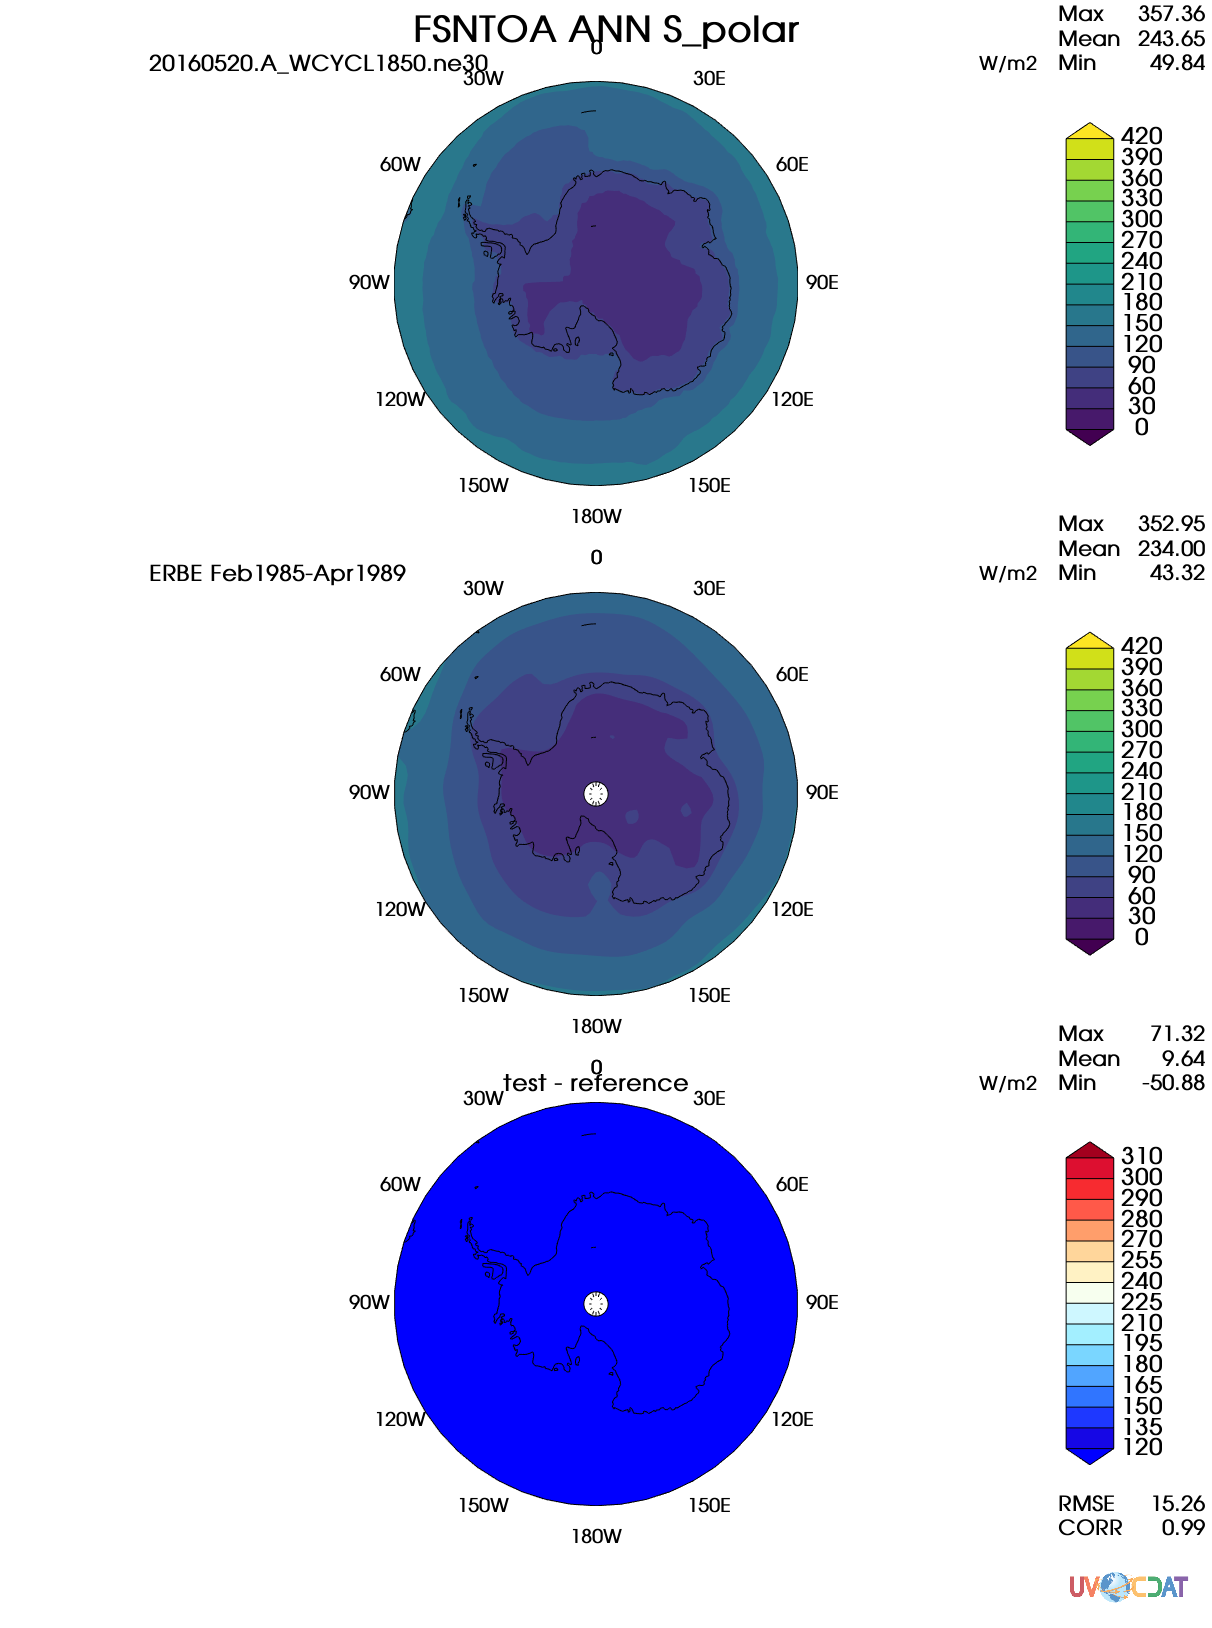 FSNTOA ANN S_polar
Max 357.36
Mean 243.65
20160520.A_WCYCL1850.ne30
W/m2 Min 49.84
0
30W 30E
60W 60E
90W 90E
120W 120E
150W 150E
180W
420
390
360
330
300
270
240
210
180
150
120
90
60
30
0
Max 352.95
Mean 234.00
ERBE Feb1985-Apr1989
W/m2 Min 43.32
0
30W 30E
60W 60E
90W 90E
120W 120E
150W 150E
180W
420
390
360
330
300
270
240
210
180
150
120
90
60
30
0
Max 71.32
Mean 9.64
test - reference
W/m2 Min -50.88
0
30W 30E
60W 60E
90W 90E
120W 120E
150W 150E
180W
310
300
290
280
270
255
240
225
210
195
180
165
150
135
120
RMSE 15.26
CORR 0.99
UV CDAT